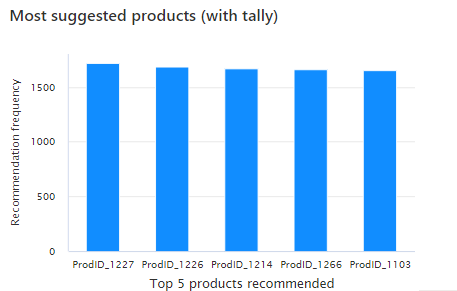 Most suggested products (with tally)
Recommendation frequency
1500
1000
500
0
ProdID_1227 ProdID_1226 ProdID_1214 ProdID_1266 ProdID_1103
Top 5 products recommended